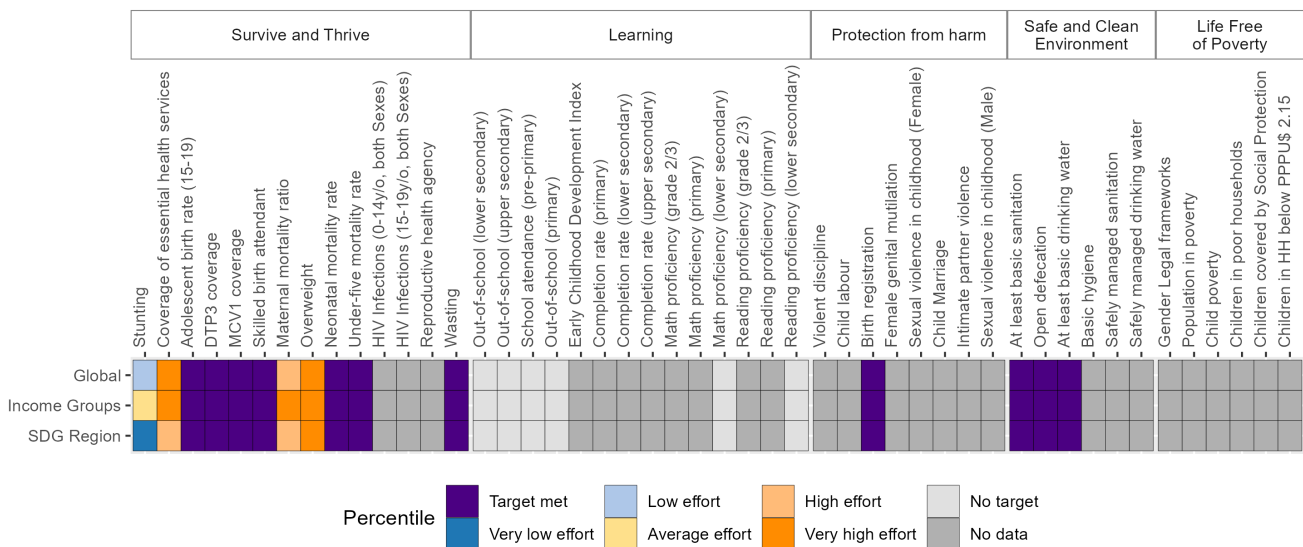 Survive and Thrive
Learning
Protection from harm
Safe and Clean
Environment
Life Free
of Poverty
Stunting
Coverage of essential health services
Adolescent birth rate (15-19)
DTP3 coverage
MCV1 coverage
Skilled birth attendant
Maternal mortality ratio
Overweight
Neonatal mortality rate
Under-five mortality rate
HIV Infections (0-14y/o, both Sexes)
HIV Infections (15-19y/o, both Sexes)
Reproductive health agency
Wasting
Out-of-school (lower secondary)
Out-of-school (upper secondary)
School attendance (pre-primary)
Out-of-school (primary)
Early Childhood Development Index
Completion rate (primary)
Completion rate (lower secondary)
Completion rate (upper secondary)
Math proficiency (grade 2/3)
Math proficiency (primary)
Math proficiency (lower secondary)
Reading proficiency (grade 2/3)
Reading proficiency (primary)
Reading proficiency (lower secondary)
Violent discipline
Child labour
Birth registration
Female genital mutilation
Sexual violence in childhood (Female)
Child Marriage
Intimate partner violence
Sexual violence in childhood (Male)
At least basic sanitation
Open defecation
At least basic drinking water
Basic hygiene
Safely managed sanitation
Safely managed drinking water
Gender Legal frameworks
Population in poverty
Child poverty
Children in poor households
Children covered by Social Protection
Children in HH below PPPU$ 2.15
Global
Income Groups
SDG Region
Percentile
Target met
Very low effort
Low effort
Average effort
High effort
Very high effort
No target
No data